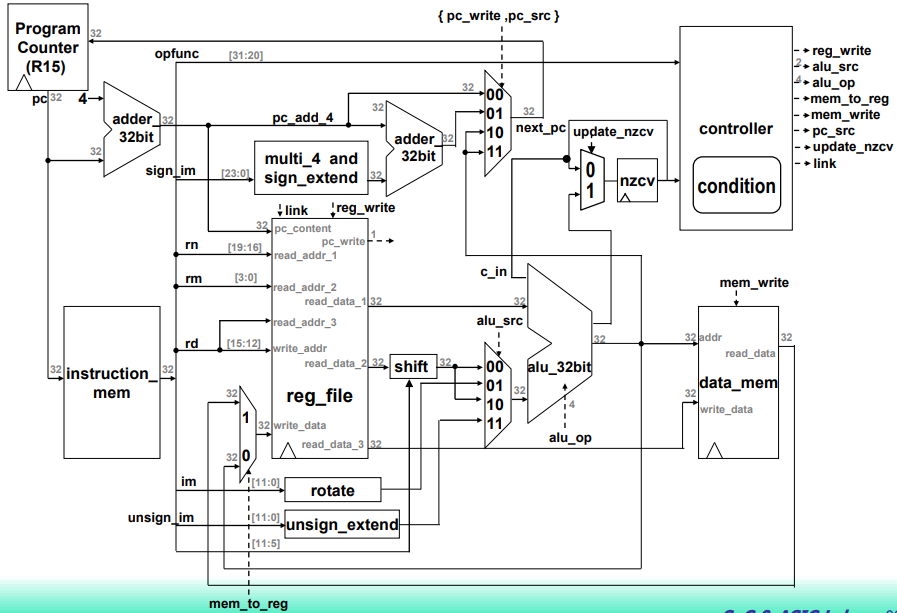 { pc_write ,pc_src }
Program
Counter
(R15)
32
opfunc
[31:20]
pc
32
4
adder_
32bit
32
32
pc_add_4
32
32
adder_
32bit
32
00
01
10
11
32
next_pc
update_nzcv
0
1
nzcv
controller
condition
reg_write
2
alu_src
4
alu_op
mem_to_reg
mem_write
pc_src
update_nzcv
link
sign_im
[23:0]
multi_4 and
sign_extend
32
link
reg_write
32
pc_content
pc_write
1
rn
[19:16]
read_addr_1
rm
[3:0]
read_addr_2
read_data_1
32
read_addr_3
rd
[15:12]
write_addr
read_data_2
32
shift
32
reg_file
32
write_data
read_data_3
32
instruction_
mem
32
32
32
1
32
0
c_in
32
alu_src
00
01
10
11
32
alu_32bit
32
4
alu_op
mem_write
32
addr
read_data
32
data_mem
32
write_data
im
[11:0]
rotate
unsign_im
[11:0]
unsign_extend
[11:5]
mem_to_reg